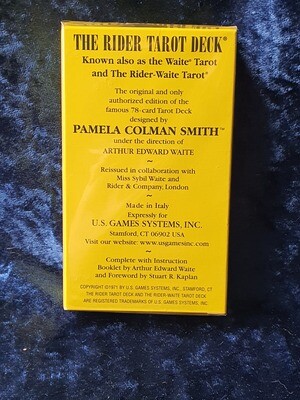 THE RIDER TAROT DECK®
Known also as the Waite® Tarot
and The Rider-Waite Tarot®
The original and only
authorized edition of the
famous 78-card Tarot Deck
designed by
PAMELA COLMAN SMITH™
under the direction of
ARTHUR EDWARD WAITE
~
Reissued in collaboration with
Miss Sybil Waite and
Rider & Company, London
~
Made in Italy
Expressly for
U.S. GAMES SYSTEMS, INC.
Stamford, CT 06902 USA
Visit our website: www.usgamesinc.com
~
Complete with Instruction
Booklet by Arthur Edward Waite
and Foreword by Stuart R. Kaplan
COPYRIGHT ©1971 BY U.S. GAMES SYSTEMS, INC., STAMFORD, CT
THE RIDER TAROT DECK AND THE RIDER-WAITE TAROT DECK
ARE REGISTERED TRADEMARKS OF U.S. GAMES SYSTEMS, INC.